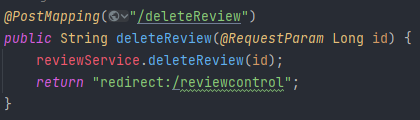 @PostMapping("/deleteReview")
public String deleteReview(@RequestParam Long id) {
    reviewService.deleteReview(id);
    return "redirect:/reviewcontrol";
}